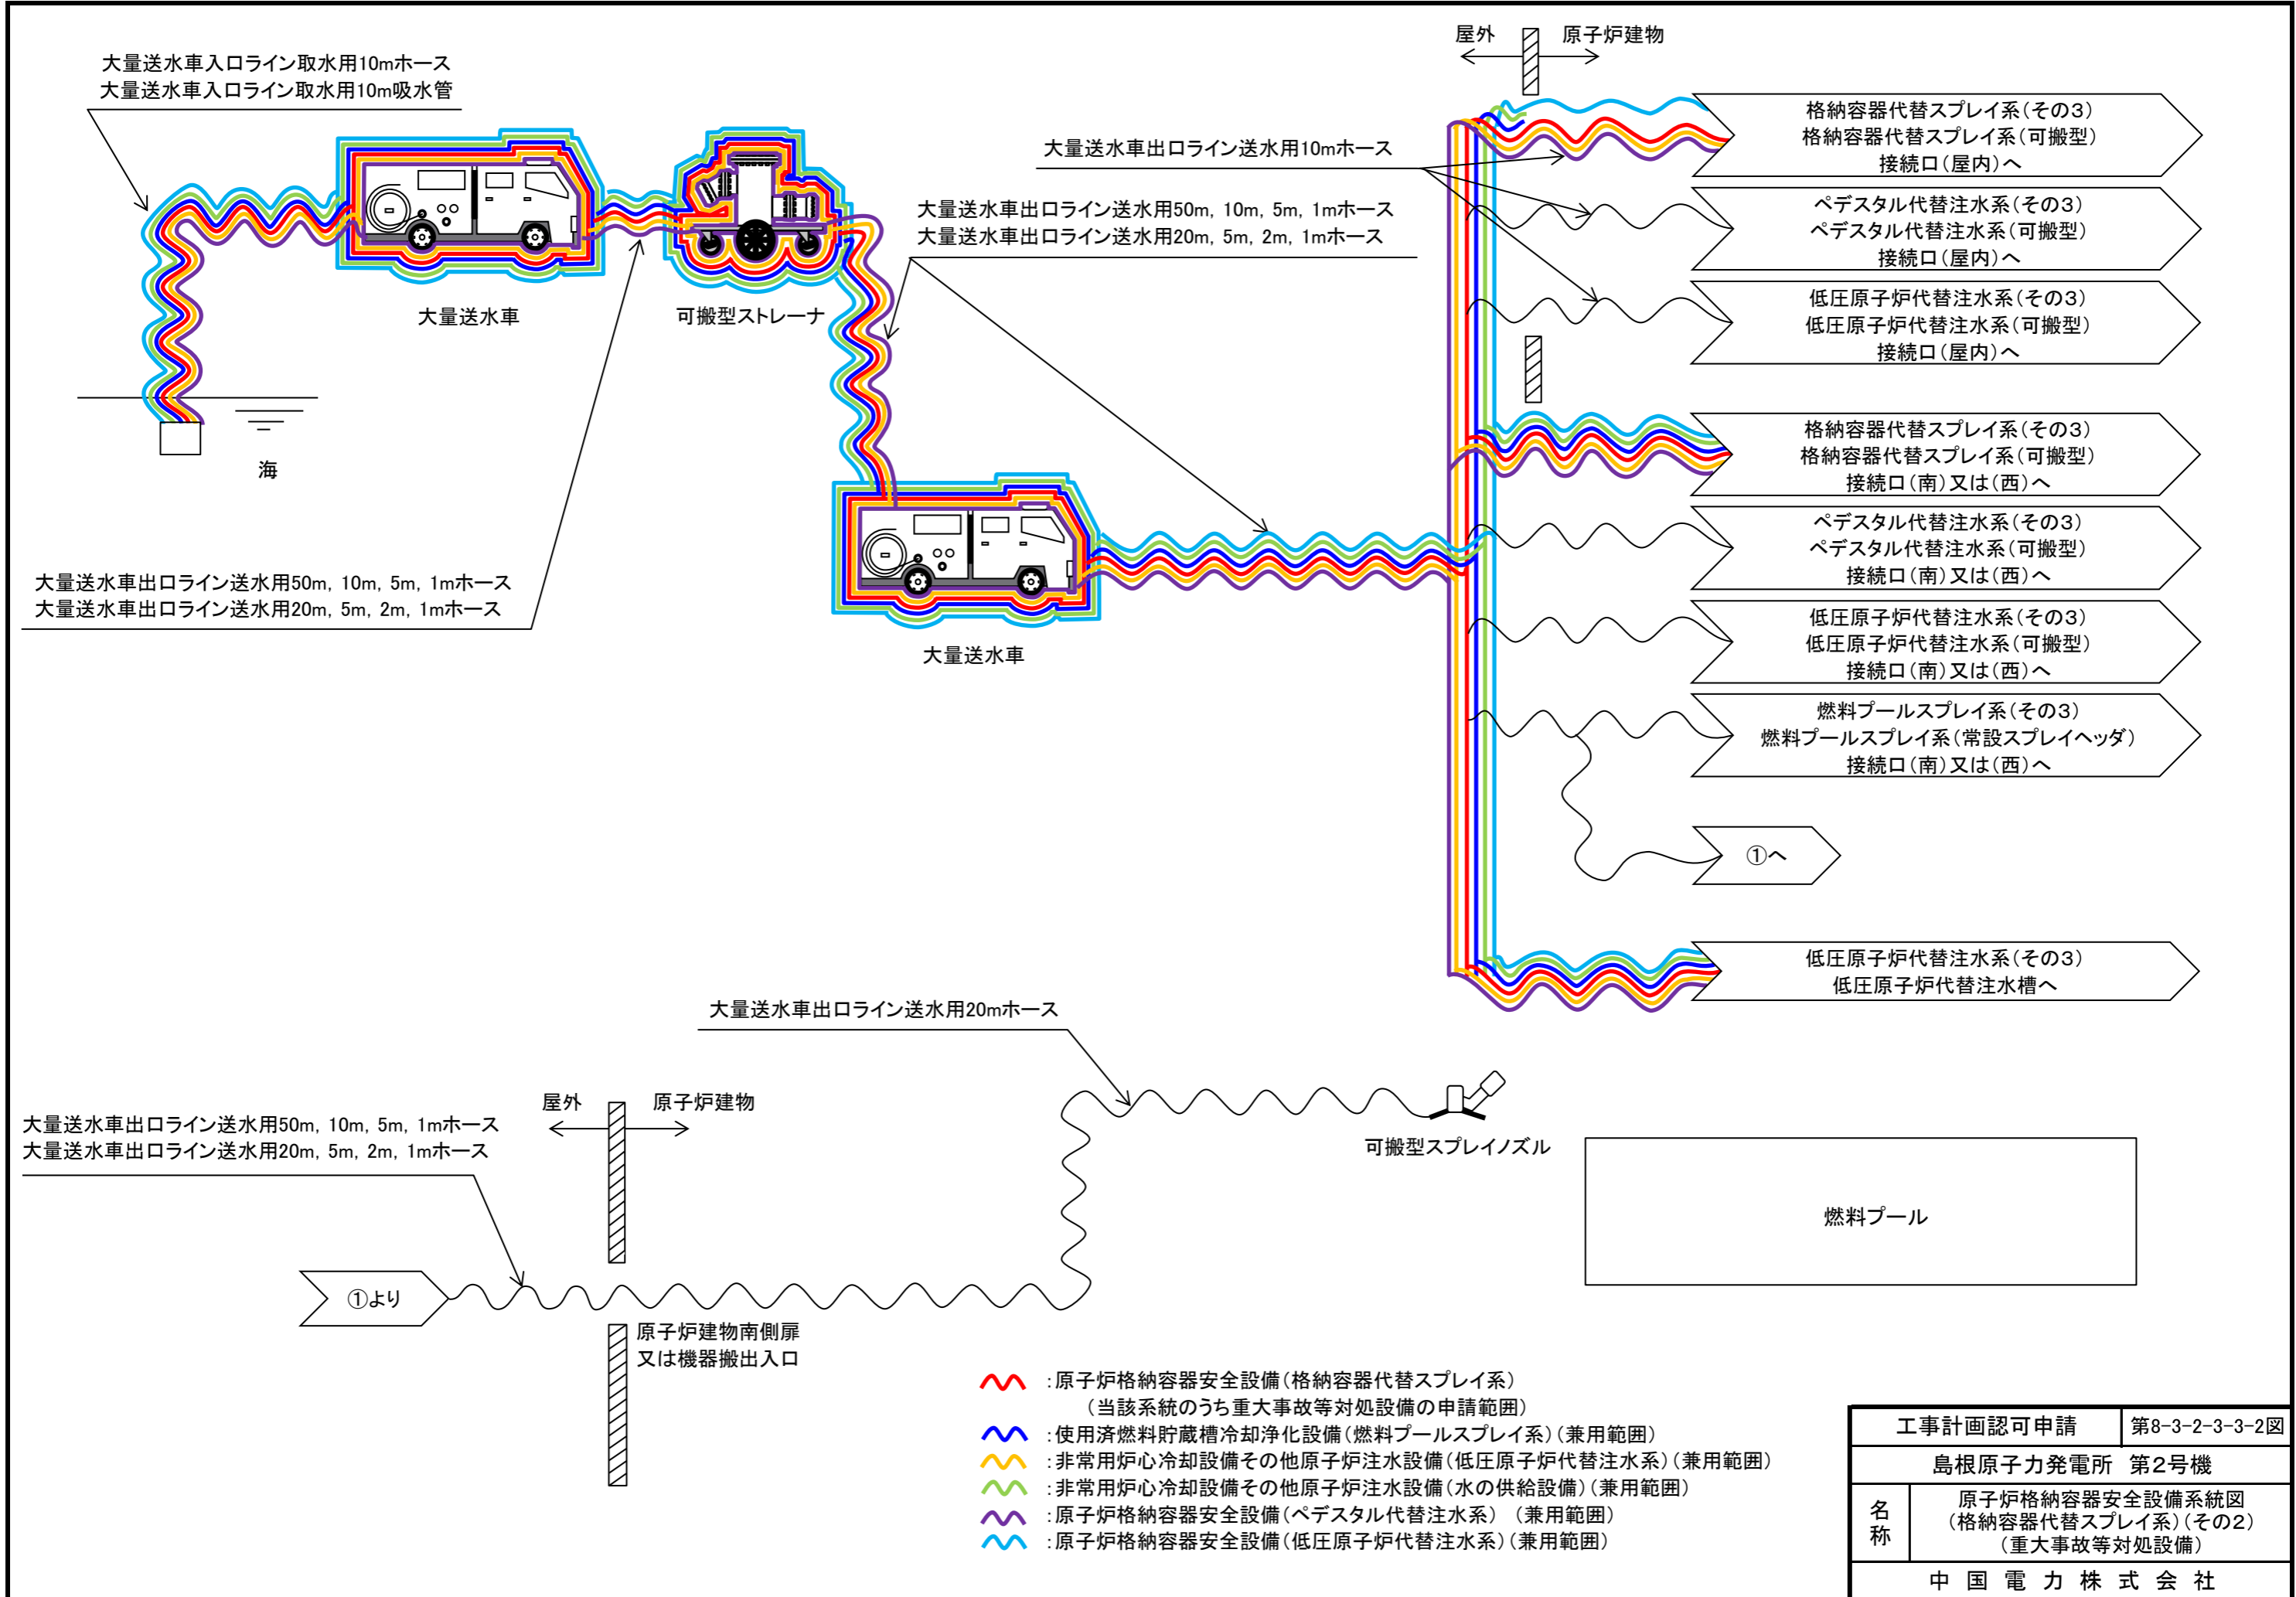 大量送水車入口ライン取水用10mホース
大量送水車入口ライン取水用10m吸水管
屋外
原子炉建物
大量送水車出口ライン送水用10mホース
大量送水車出口ライン送水用50m, 10m, 5m, 1mホース
大量送水車出口ライン送水用20m, 5m, 2m, 1mホース
大量送水車
可搬型ストレーナ
海
大量送水車出口ライン送水用50m, 10m, 5m, 1mホース
大量送水車出口ライン送水用20m, 5m, 2m, 1mホース
大量送水車
格納容器代替スプレイ系(その3)
格納容器代替スプレイ系(可搬型)
接続口(屋内)へ
ペデスタル代替注水系(その3)
ペデスタル代替注水系(可搬型)
接続口(屋内)へ
低圧原子炉代替注水系(その3)
低圧原子炉代替注水系(可搬型)
接続口(屋内)へ
格納容器代替スプレイ系(その3)
格納容器代替スプレイ系(可搬型)
接続口(南)又は(西)へ
ペデスタル代替注水系(その3)
ペデスタル代替注水系(可搬型)
接続口(南)又は(西)へ
低圧原子炉代替注水系(その3)
低圧原子炉代替注水系(可搬型)
接続口(南)又は(西)へ
燃料プールスプレイ系(その3)
燃料プールスプレイ系(常設スプレイヘッダ)
接続口(南)又は(西)へ
①へ
低圧原子炉代替注水系(その3)
低圧原子炉代替注水槽へ
大量送水車出口ライン送水用20mホース
屋外
原子炉建物
大量送水車出口ライン送水用50m, 10m, 5m, 1mホース
大量送水車出口ライン送水用20m, 5m, 2m, 1mホース
可搬型スプレイノズル
燃料プール
①より
原子炉建物南側扉
又は機器搬出入口
:原子炉格納容器安全設備(格納容器代替スプレイ系)
(当該系統のうち重大事故等対処設備の申請範囲)
:使用済燃料貯蔵槽冷却浄化設備(燃料プールスプレイ系)(兼用範囲)
:非常用炉心冷却設備その他原子炉注水設備(低圧原子炉代替注水系)(兼用範囲)
:非常用炉心冷却設備その他原子炉注水設備(水の供給設備)(兼用範囲)
:原子炉格納容器安全設備(ペデスタル代替注水系) (兼用範囲)
:原子炉格納容器安全設備(低圧原子炉代替注水系)(兼用範囲)
工事計画認可申請 第8-3-2-3-3-2図
島根原子力発電所 第2号機
名称
原子炉格納容器安全設備系統図
(格納容器代替スプレイ系)(その2)
(重大事故等対処設備)
中国電力株式会社